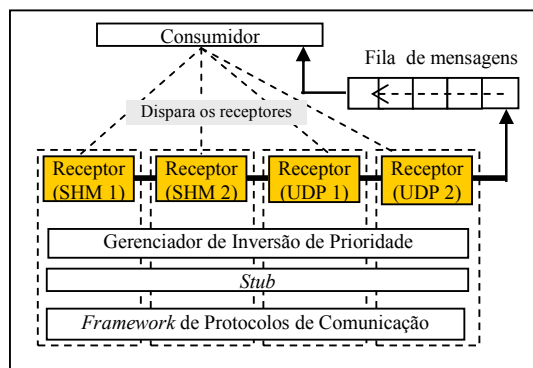 Consumidor
Fila de mensagens
Dispara os receptores
Receptor
(SHM 1)
Receptor
(SHM 2)
Receptor
(UDP 1)
Receptor
(UDP 2)
Gerenciador de Inversão de Prioridade
Stub
Framework de Protocolos de Comunicação